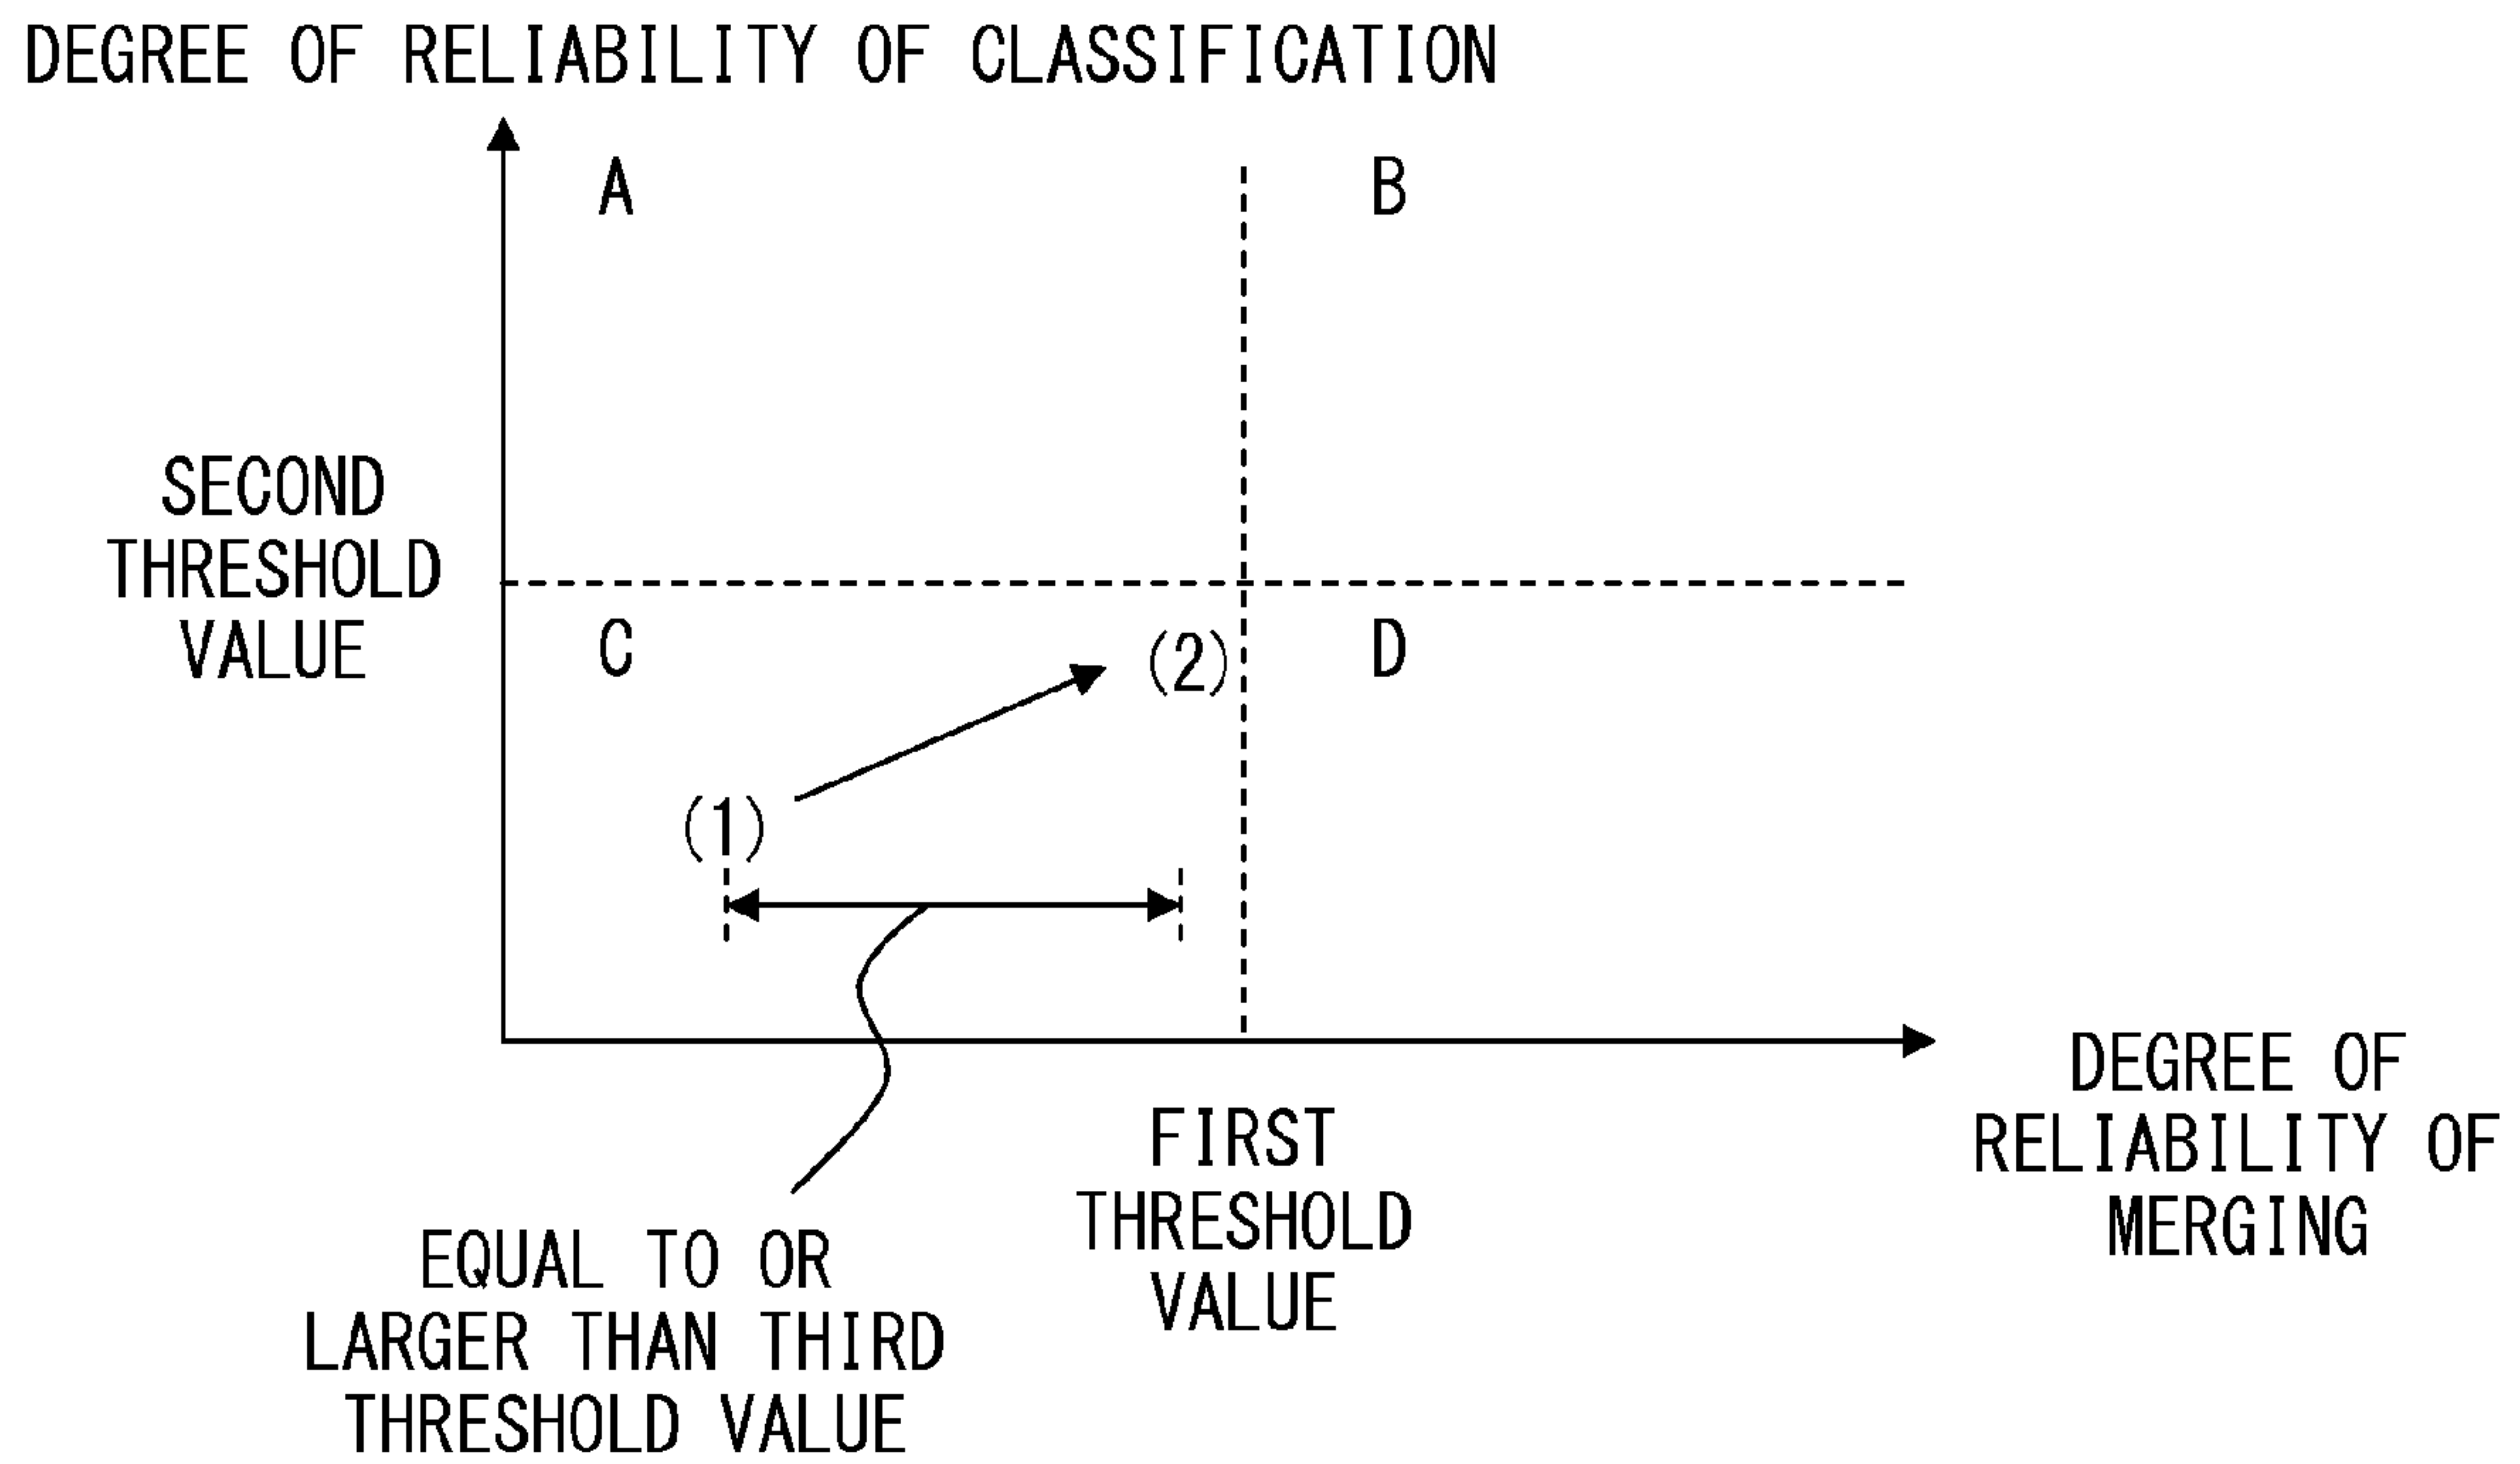 DEGREE OF RELIABILITY OF CLASSIFICATION
A
B
SECOND
THRESHOLD
VALUE
C
(2)
D
(1)
DEGREE OF
RELIABILITY OF
MERGING
FIRST
THRESHOLD
VALUE
EQUAL TO OR
LARGER THAN THIRD
THRESHOLD VALUE